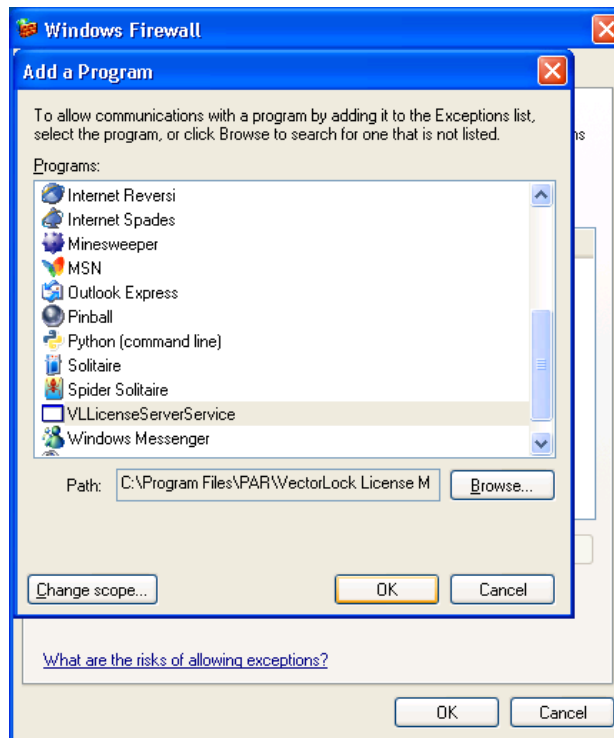 Windows Firewall
Add a Program
To allow communications with a program by adding it to the Exceptions list,
select the program, or click Browse to search for one that is not listed.
Programs:
Internet Reversi
Internet Spades
Minesweeper
MSN
Outlook Express
Pinball
Python (command line)
Solitaire
Spider Solitaire
VLLicenseServerService
Windows Messenger
Path:
C:\Program Files\PAR\VectorLock License M
Browse...
Change scope...
OK
Cancel
What are the risks of allowing exceptions?
OK
Cancel